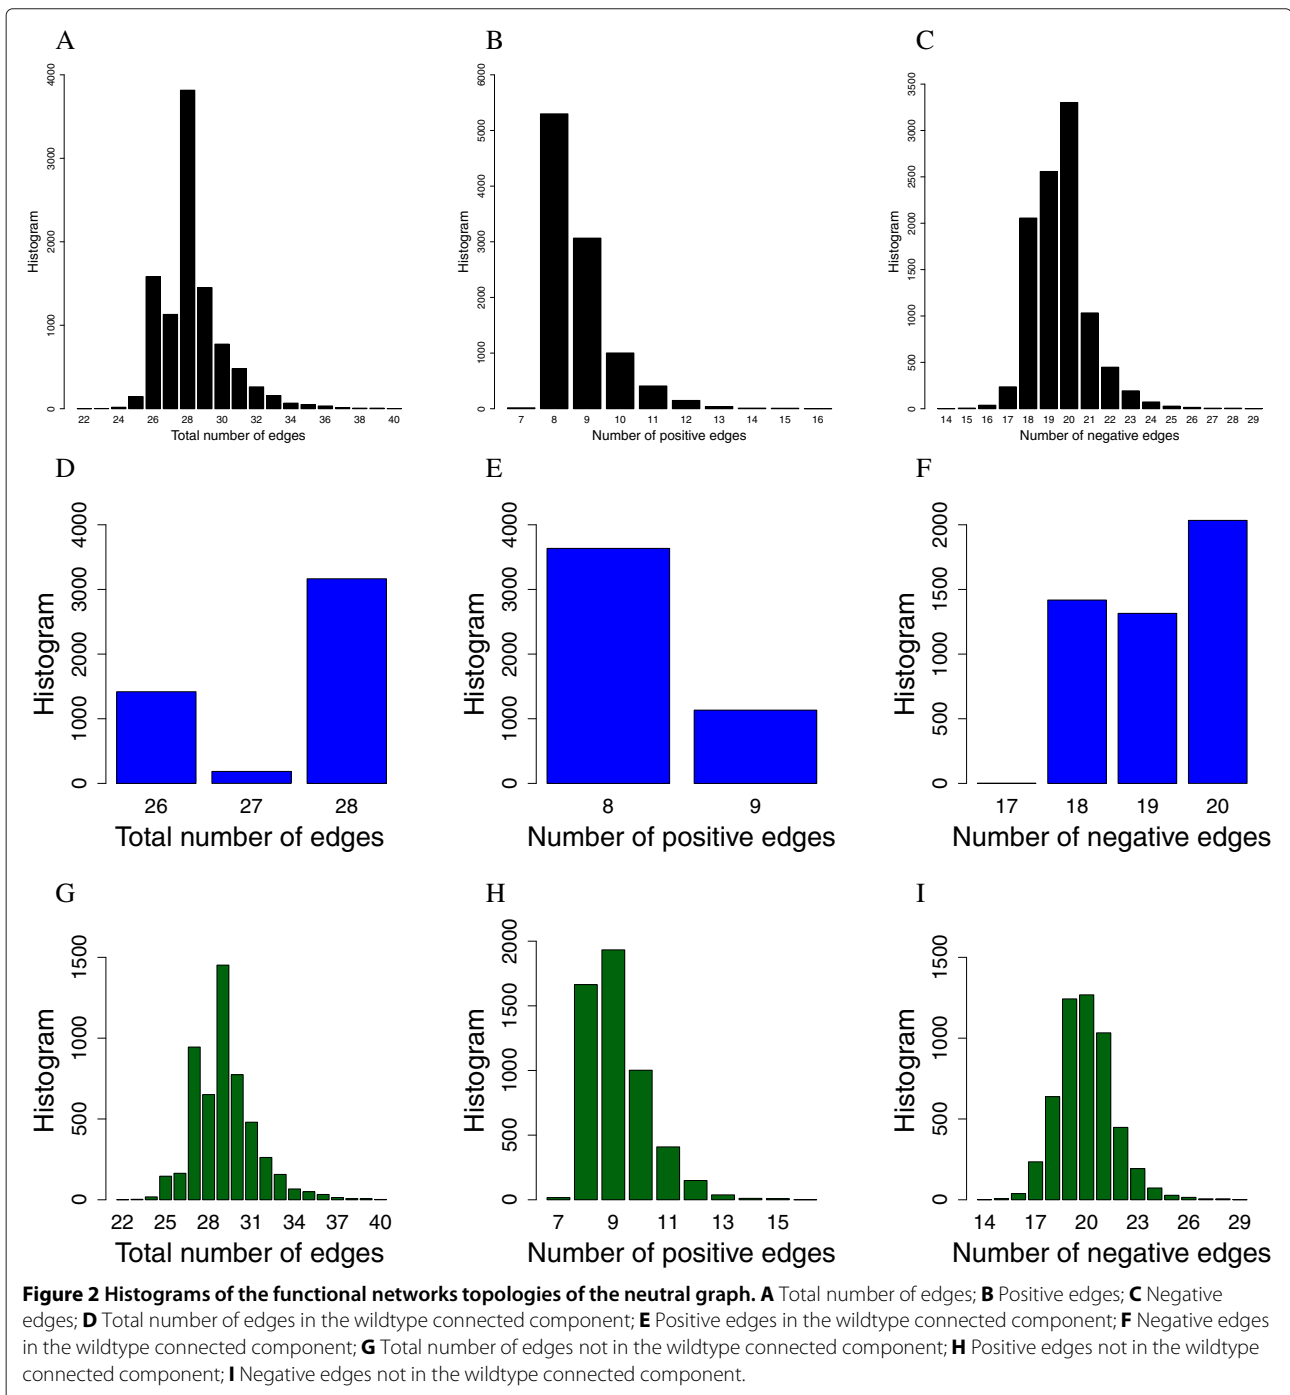 A
B
C
4000
3000
2000
1000
0
Histogram
22 24 26 28 30 32 34 36 38 40
Total number of edges
6000
5000
4000
3000
2000
1000
0
Histogram
7 8 9 10 11 12 13 14 15 16
Number of positive edges
3500
3000
2500
2000
1500
1000
500
0
Histogram
14 15 16 17 18 19 20 21 22 23 24 25 26 27 28 29
Number of negative edges
D
E
F
4000
3000
2000
1000
0
Histogram
26 27 28
Total number of edges
4000
3000
2000
1000
0
Histogram
8 9
Number of positive edges
2000
1500
1000
500
0
Histogram
17 18 19 20
Number of negative edges
G
H
I
1500
1000
500
0
Histogram
22 25 28 31 34 37 40
Total number of edges
2000
1500
1000
500
0
Histogram
7 9 11 13 15
Number of positive edges
1500
1000
500
0
Histogram
14 17 20 23 26 29
Number of negative edges
Figure 2 Histograms of the functional networks topologies of the neutral graph. A Total number of edges; B Positive edges; C Negative
edges; D Total number of edges in the wildtype connected component; E Positive edges in the wildtype connected component; F Negative edges
in the wildtype connected component; G Total number of edges not in the wildtype connected component; H Positive edges not in the wildtype
connected component; I Negative edges not in the wildtype connected component.